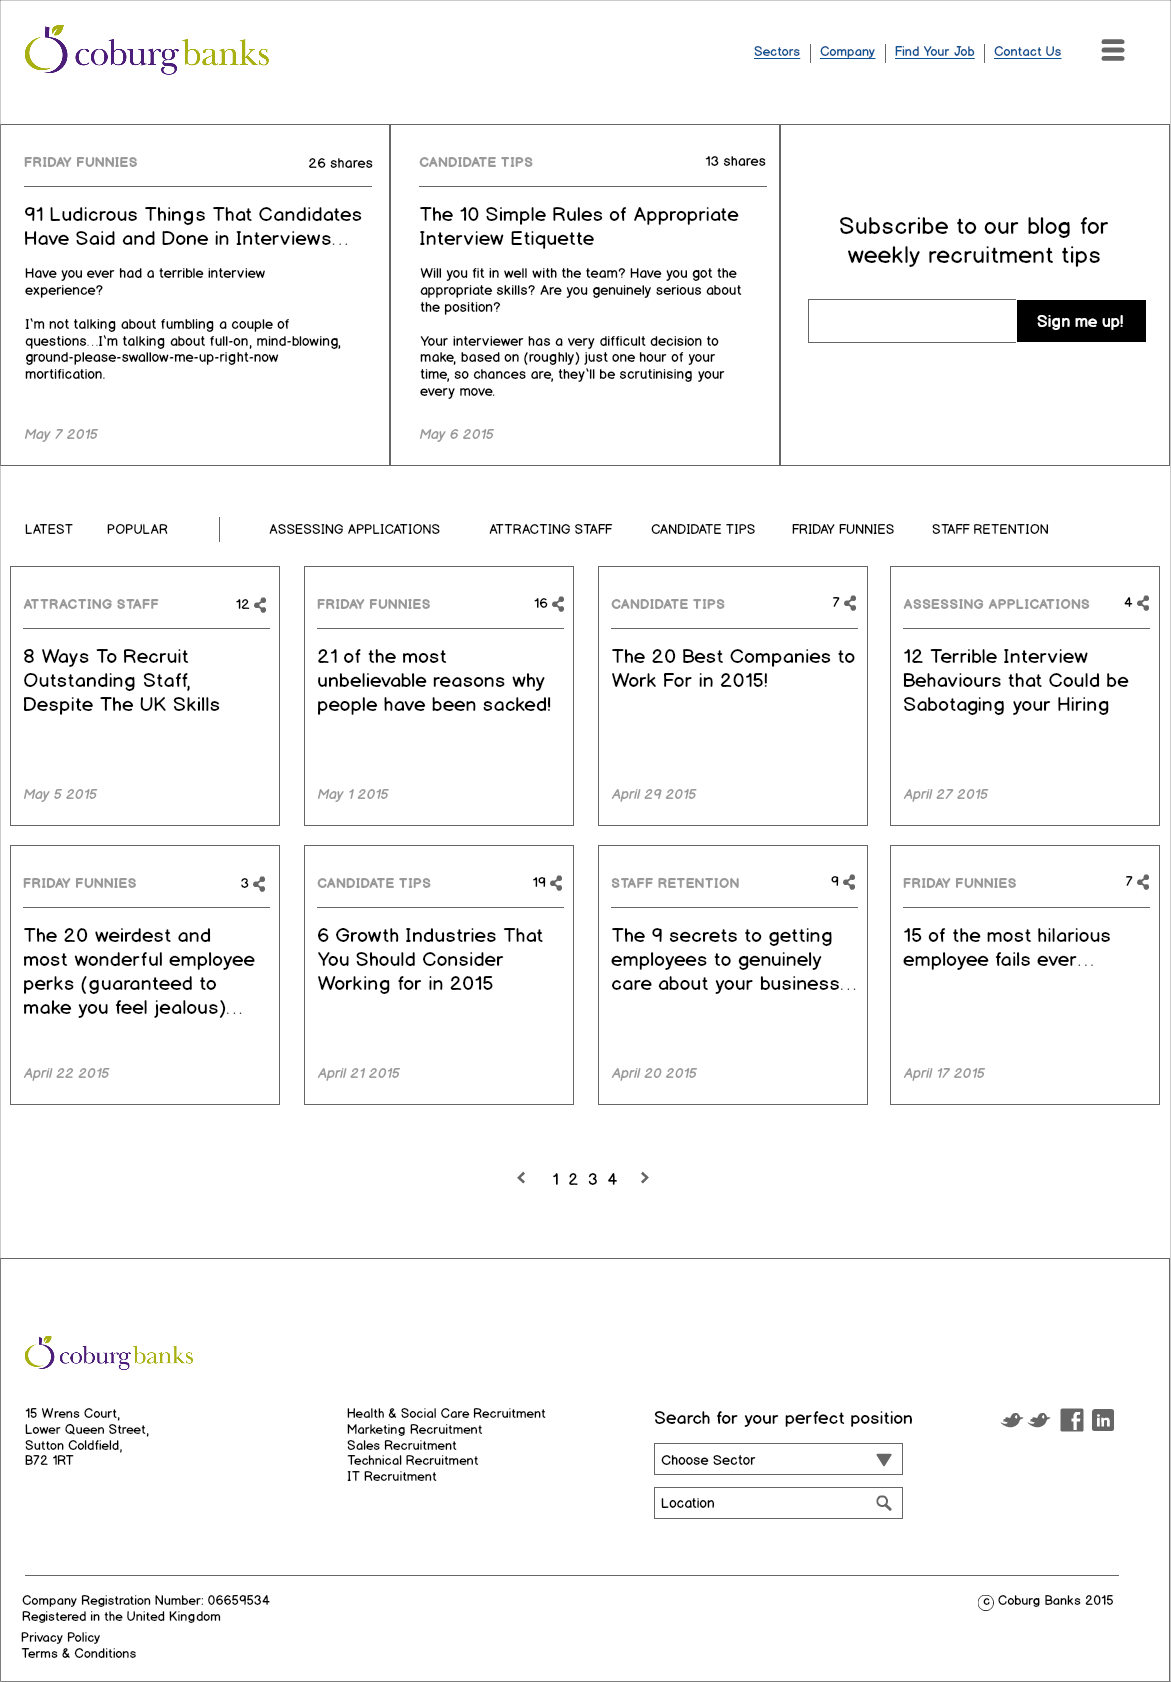 coburg banks
Sectors
Company
Find Your Job
Contact Us
FRIDAY FUNNIES
26 shares
91 Ludicrous Things That Candidates
Have Said and Done in Interviews...
Have you ever had a terrible interview
experience?
I'm not talking about fumbling a couple of
questions...I'm talking about full-on, mind-blowing,
ground-please-swallow-me-up-right-now
mortification.
May 7 2015
CANDIDATE TIPS
13 shares
The 10 Simple Rules of Appropriate
Interview Etiquette
Will you fit in well with the team? Have you got the
appropriate skills? Are you genuinely serious about
the position?
Your interviewer has a very difficult decision to
make, based on (roughly) just one hour of your
time, so chances are, they'll be scrutinising your
every move.
May 6 2015
Subscribe to our blog for
weekly recruitment tips
Sign me up!
LATEST
POPULAR
ASSESSING APPLICATIONS
ATTRACTING STAFF
CANDIDATE TIPS
FRIDAY FUNNIES
STAFF RETENTION
ATTRACTING STAFF
12
8 Ways To Recruit
Outstanding Staff,
Despite The UK Skills
May 5 2015
FRIDAY FUNNIES
16
21 of the most
unbelievable reasons why
people have been sacked!
May 1 2015
CANDIDATE TIPS
7
The 20 Best Companies to
Work For in 2015!
April 29 2015
ASSESSING APPLICATIONS
4
12 Terrible Interview
Behaviours that Could be
Sabotaging your Hiring
April 27 2015
FRIDAY FUNNIES
3
The 20 weirdest and
most wonderful employee
perks (guaranteed to
make you feel jealous)...
April 22 2015
CANDIDATE TIPS
19
6 Growth Industries That
You Should Consider
Working for in 2015
April 21 2015
STAFF RETENTION
9
The 9 secrets to getting
employees to genuinely
care about your business...
April 20 2015
FRIDAY FUNNIES
7
15 of the most hilarious
employee fails ever...
April 17 2015
1 2 3 4
coburg banks
15 Wrens Court,
Lower Queen Street,
Sutton Coldfield,
B72 1RT
Health & Social Care Recruitment
Marketing Recruitment
Sales Recruitment
Technical Recruitment
IT Recruitment
Search for your perfect position
Choose Sector
Location
Company Registration Number: 06659534
Registered in the United Kingdom
Privacy Policy
Terms & Conditions
© Coburg Banks 2015